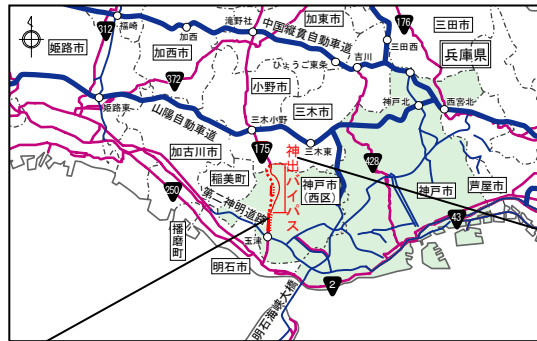 福崎
滝野社
加東市
中国縦貫自動車道
176
三田市
312
加西
三田西
兵庫県
姫路市
加西市
ひょうご東条
吉川
372
小野市
姫路東
三木市
神戸北
西宮北
山陽自動車道
三木小野
加古川市
175
三木東
神出バイパス
428
稲美町
神戸市
(西区)
神戸市
芦屋市
250
第二神明道路
43
播磨町
玉津
明石市
2
明石海峡大橋